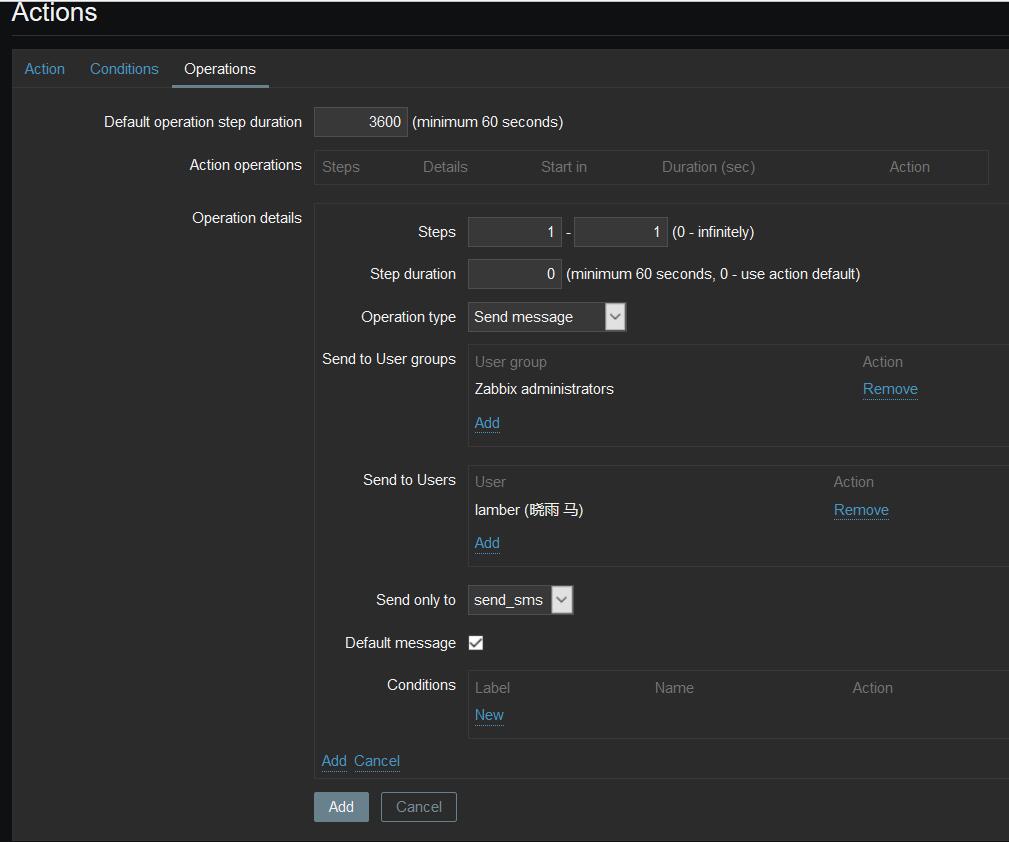 Actions
Action Conditions Operations
Default operation step duration 3600 (minimum 60 seconds)
Action operations Steps Details Start in Duration (sec) Action
Operation details
Steps 1 - 1 (0 - infinitely)
Step duration 0 (minimum 60 seconds, 0 - use action default)
Operation type Send message
Send to User groups User group Action
Zabbix administrators Remove
Add
Send to Users User Action
lamber (晓雨 马) Remove
Add
Send only to send_sms
Default message
Conditions Label Name Action
New
Add Cancel
Add Cancel